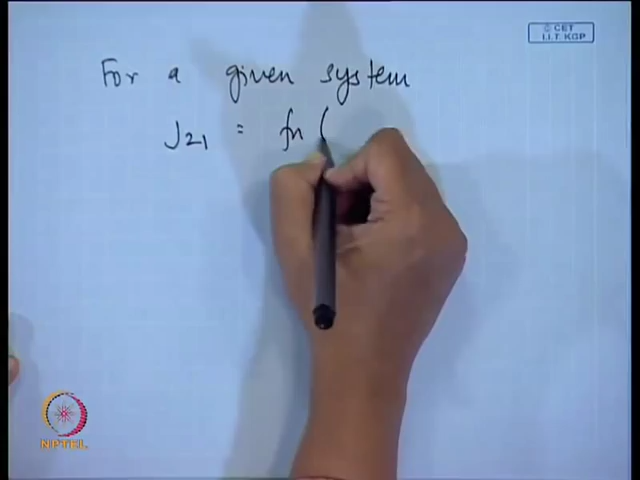 © CET
I.I.T. KGP
For a given system
J21 = fn (
NPTEL